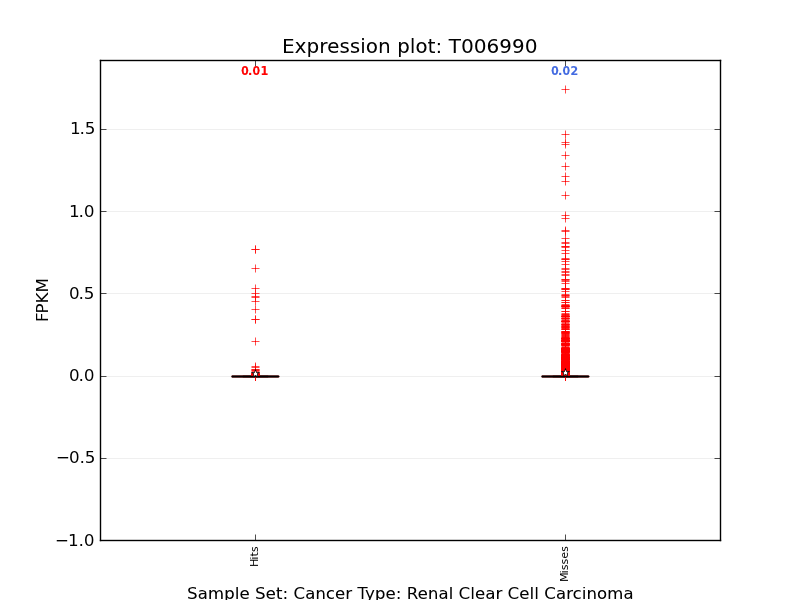 Expression plot: T006990
0.01
0.02
1.5
1.0
0.5
0.0
−0.5
−1.0
FPKM
Hits
Misses
Sample Set: Cancer Type: Renal Clear Cell Carcinoma